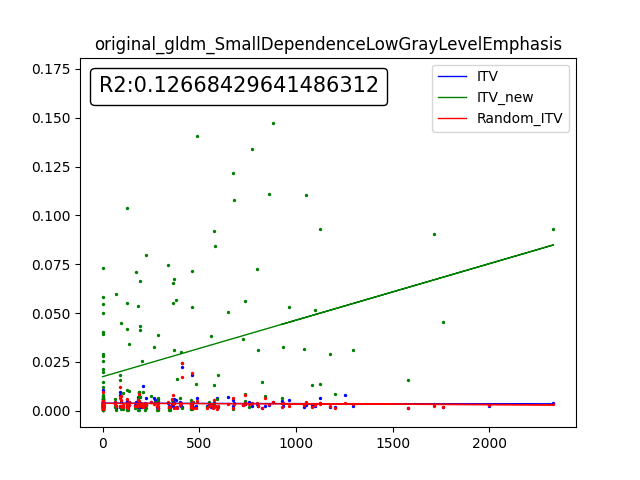 original_gldm_SmallDependenceLowGrayLevelEmphasis
R2:0.12668429641486312
ITV
ITV_new
Random_ITV
0.175
0.150
0.125
0.100
0.075
0.050
0.025
0.000
0 500 1000 1500 2000